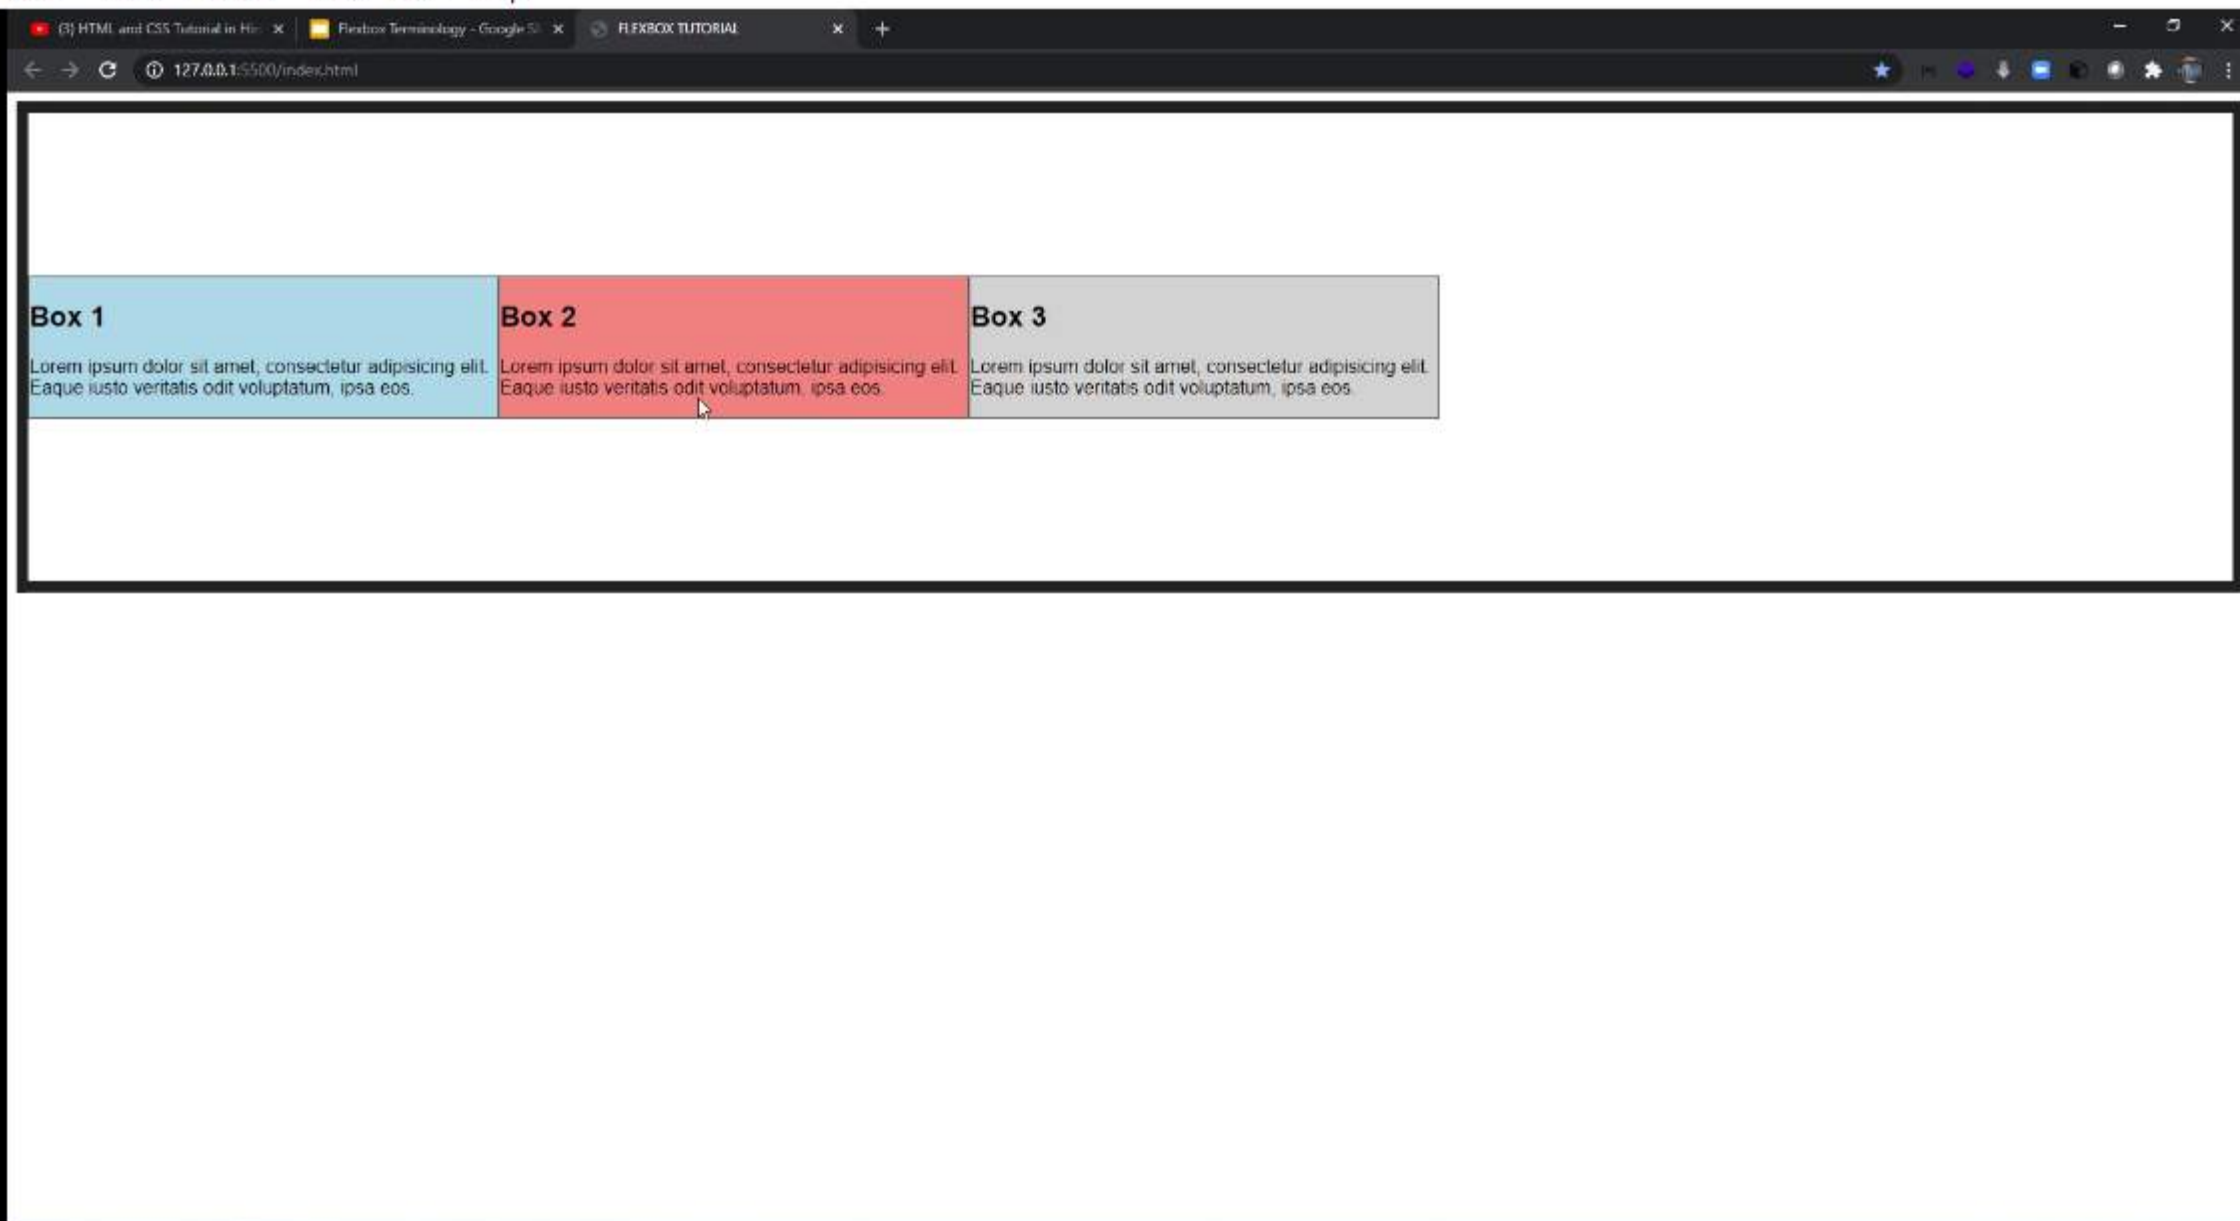 (3) HTML and CSS Tutorial in Hi
Flexbox Terminology - Google Sl
FLEXBOX TUTORIAL
127.0.0.1:5500/index.html
Box 1
Lorem ipsum dolor sit amet, consectetur adipisicing elit.
Eaque iusto veritatis odit voluptatum, ipsa eos.
Box 2
Lorem ipsum dolor sit amet, consectetur adipisicing elit.
Eaque iusto veritatis odit voluptatum, ipsa eos.
Box 3
Lorem ipsum dolor sit amet, consectetur adipisicing elit.
Eaque iusto veritatis odit voluptatum, ipsa eos.